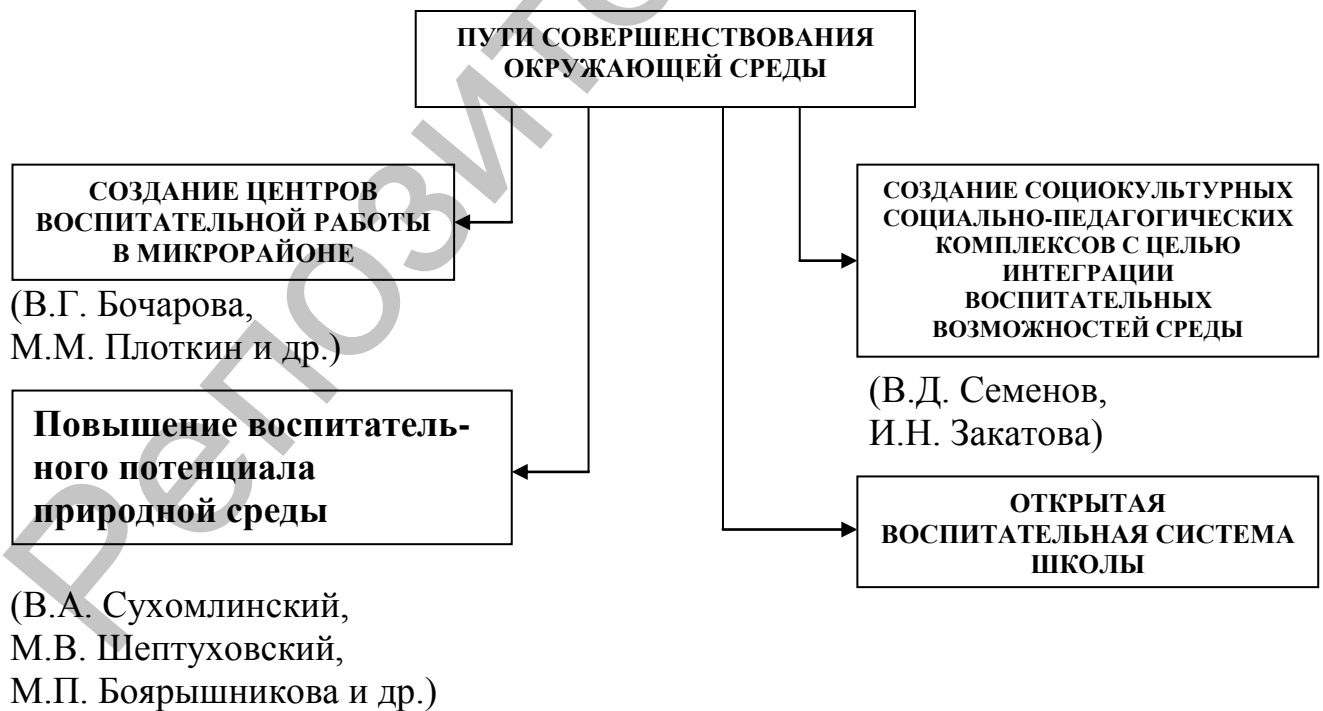 ПУТИ СОВЕРШЕНСТВОВАНИЯ
ОКРУЖАЮЩЕЙ СРЕДЫ
СОЗДАНИЕ ЦЕНТРОВ
ВОСПИТАТЕЛЬНОЙ РАБОТЫ
В МИКРОРАЙОНЕ
(В.Г. Бочарова,
М.М. Плоткин и др.)
Повышение воспитатель-
ного потенциала
природной среды
(В.А. Сухомлинский,
М.В. Шептуховский,
М.П. Боярышникова и др.)
СОЗДАНИЕ СОЦИОКУЛЬТУРНЫХ
СОЦИАЛЬНО-ПЕДАГОГИЧЕСКИХ
КОМПЛЕКСОВ С ЦЕЛЬЮ
ИНТЕГРАЦИИ
ВОСПИТАТЕЛЬНЫХ
ВОЗМОЖНОСТЕЙ СРЕДЫ
(В.Д. Семенов,
И.Н. Закатова)
ОТКРЫТАЯ
ВОСПИТАТЕЛЬНАЯ СИСТЕМА
ШКОЛЫ